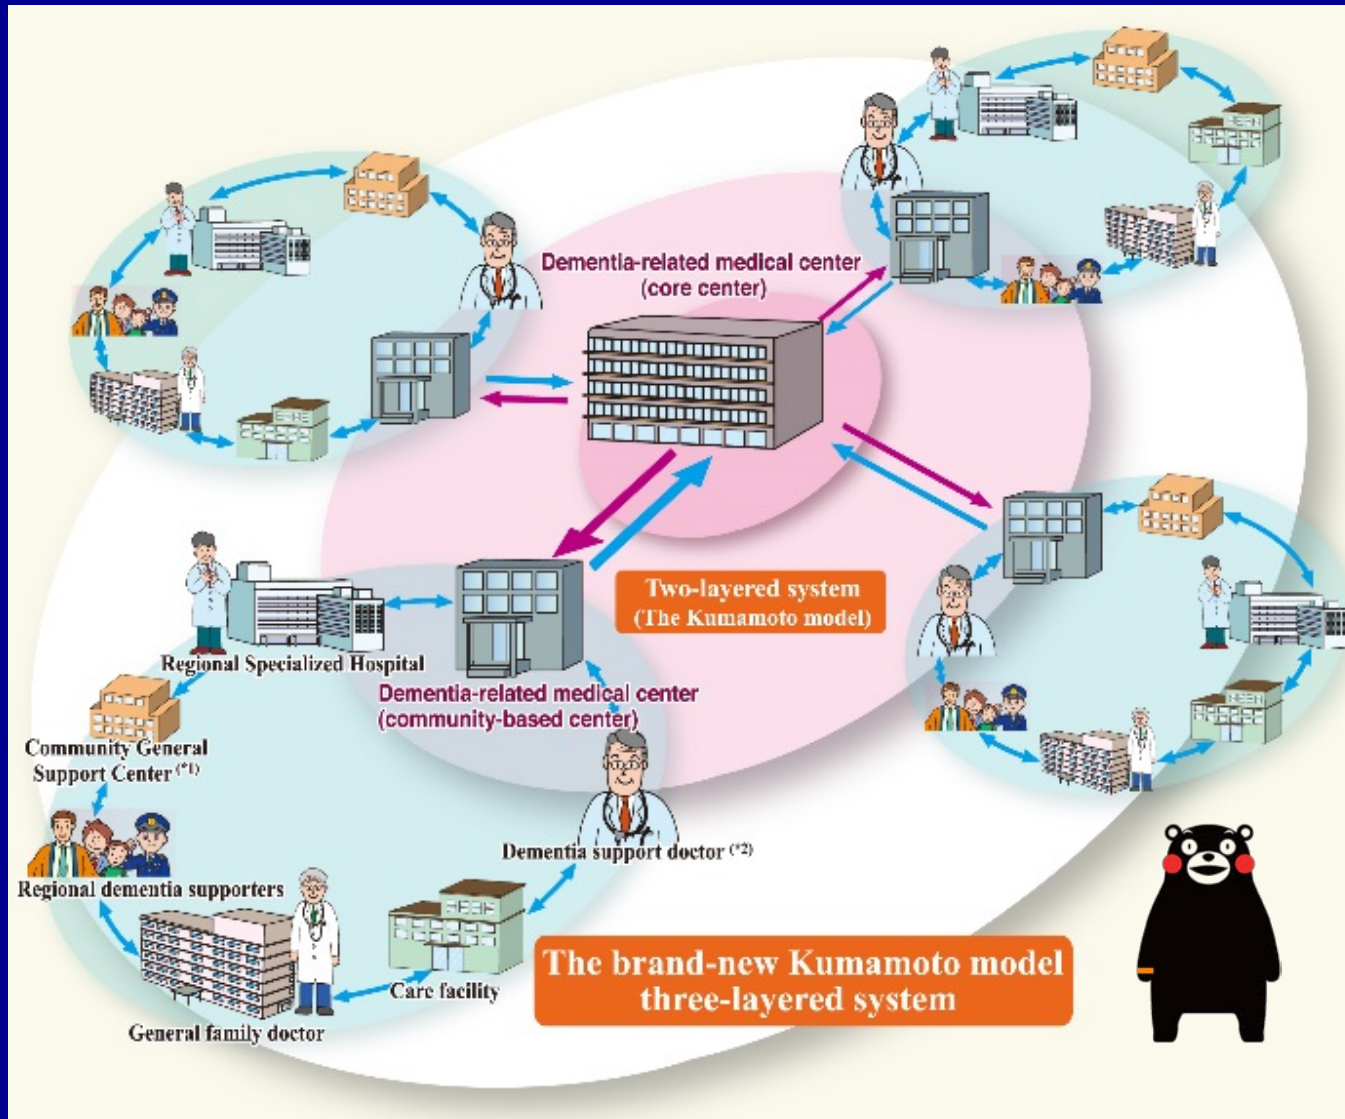 Dementia-related medical center
(core center)
Two-layered system
(The Kumamoto model)
Regional Specialized Hospital
Dementia-related medical center
(community-based center)
Community General
Support Center (*1)
Dementia support doctor (*2)
Regional dementia supporters
Care facility
General family doctor
The brand-new Kumamoto model
three-layered system